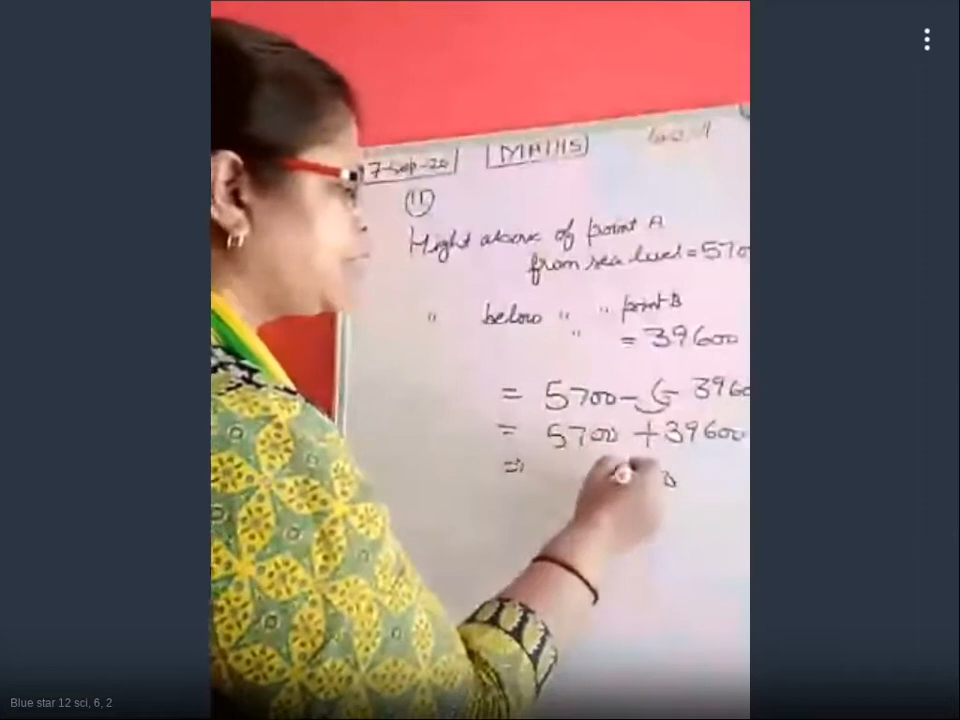 7-Sep-20 MATHS
11
Hight above of point A
from sea level = 570
" below " " point B
" = 39600
= 5700 - (- 3960
= 5700 + 39600
⇒
Blue star 12 sci, 6, 2